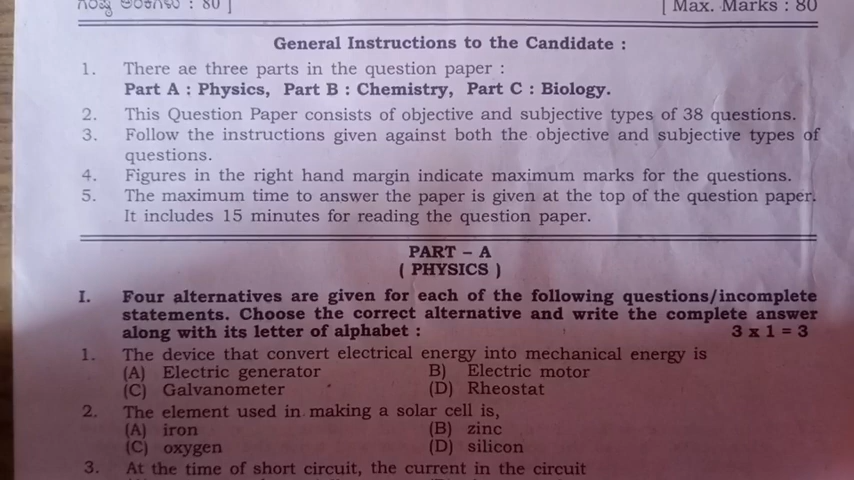 ಗರಿಷ್ಠ ಅಂಕಗಳು : 80 ] [ Max. Marks : 80
General Instructions to the Candidate :
1. There ae three parts in the question paper :
Part A : Physics, Part B : Chemistry, Part C : Biology.
2. This Question Paper consists of objective and subjective types of 38 questions.
3. Follow the instructions given against both the objective and subjective types of
questions.
4. Figures in the right hand margin indicate maximum marks for the questions.
5. The maximum time to answer the paper is given at the top of the question paper.
It includes 15 minutes for reading the question paper.
PART – A
( PHYSICS )
I. Four alternatives are given for each of the following questions/incomplete
statements. Choose the correct alternative and write the complete answer
along with its letter of alphabet : 3 x 1 = 3
1. The device that convert electrical energy into mechanical energy is
(A) Electric generator B) Electric motor
(C) Galvanometer (D) Rheostat
2. The element used in making a solar cell is,
(A) iron (B) zinc
(C) oxygen (D) silicon
3. At the time of short circuit, the current in the circuit